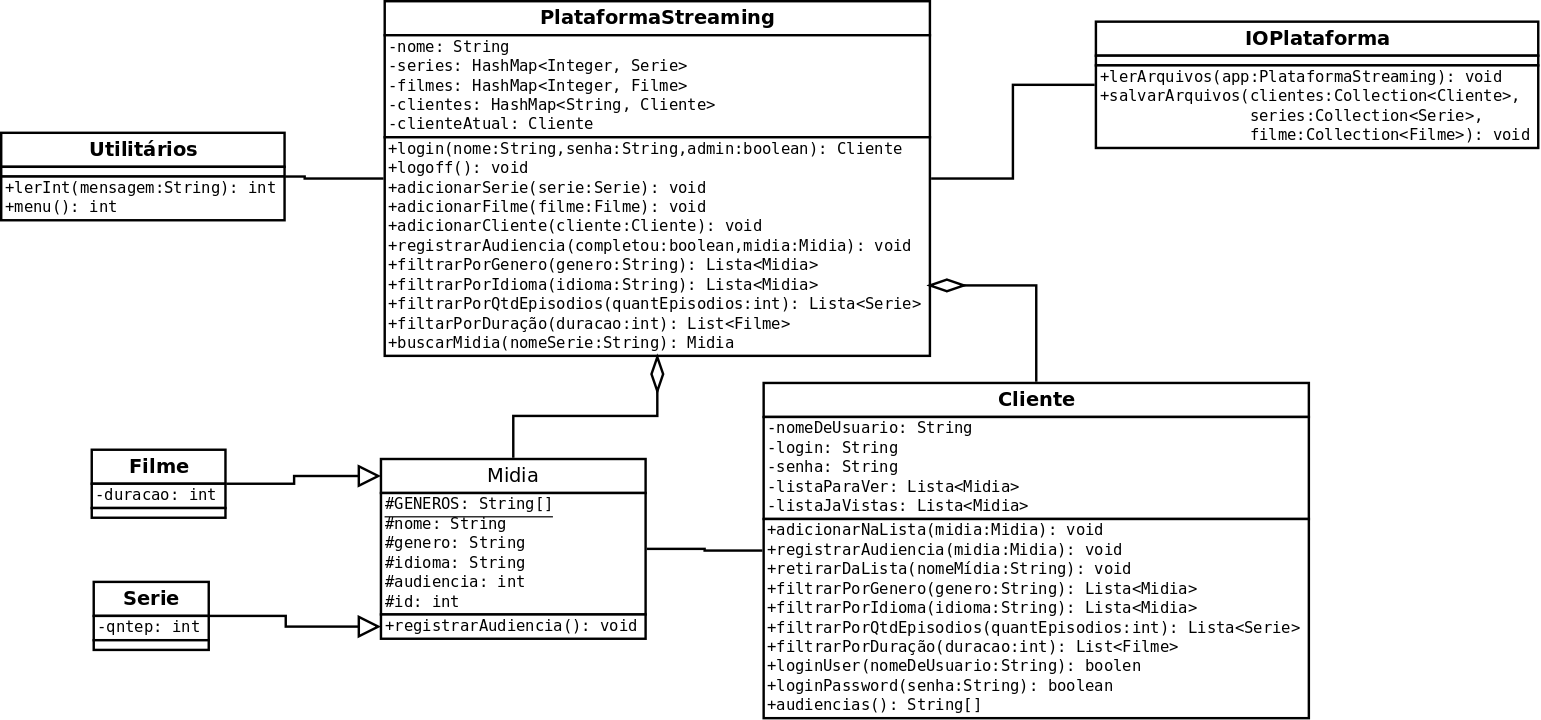 PlataformaStreaming
-nome: String
-series: HashMap<Integer, Serie>
-filmes: HashMap<Integer, Filme>
-clientes: HashMap<String, Cliente>
-clienteAtual: Cliente
+login(nome:String,senha:String,admin:boolean): Cliente
+logoff(): void
+adicionarSerie(serie:Serie): void
+adicionarFilme(filme:Filme): void
+adicionarCliente(cliente:Cliente): void
+registrarAudiencia(completou:boolean,midia:Midia): void
+filtrarPorGenero(genero:String): Lista<Midia>
+filtrarPorIdioma(idioma:String): Lista<Midia>
+filtrarPorQtdEpisodios(quantEpisodios:int): Lista<Serie>
+filtarPorDuração(duracao:int): List<Filme>
+buscarMidia(nomeSerie:String): Midia
IOPlataforma
+lerArquivos(app:PlataformaStreaming): void
+salvarArquivos(clientes:Collection<Cliente>,
series:Collection<Serie>,
filme:Collection<Filme>): void
Utilitários
+lerInt(mensagem:String): int
+menu(): int
Filme
-duracao: int
Serie
-qntep: int
Midia
#GENEROS: String[]
#nome: String
#genero: String
#idioma: String
#audiencia: int
#id: int
+registrarAudiencia(): void
Cliente
-nomeDeUsuario: String
-login: String
-senha: String
-listaParaVer: Lista<Midia>
-listaJaVistas: Lista<Midia>
+adicionarNaLista(midia:Midia): void
+registrarAudiencia(midia:Midia): void
+retirarDaLista(nomeMídia:String): void
+filtrarPorGenero(genero:String): Lista<Midia>
+filtrarPorIdioma(idioma:String): Lista<Midia>
+filtrarPorQtdEpisodios(quantEpisodios:int): Lista<Serie>
+filtrarPorDuração(duracao:int): List<Filme>
+loginUser(nomeDeUsuario:String): boolen
+loginPassword(senha:String): boolean
+audiencias(): String[]